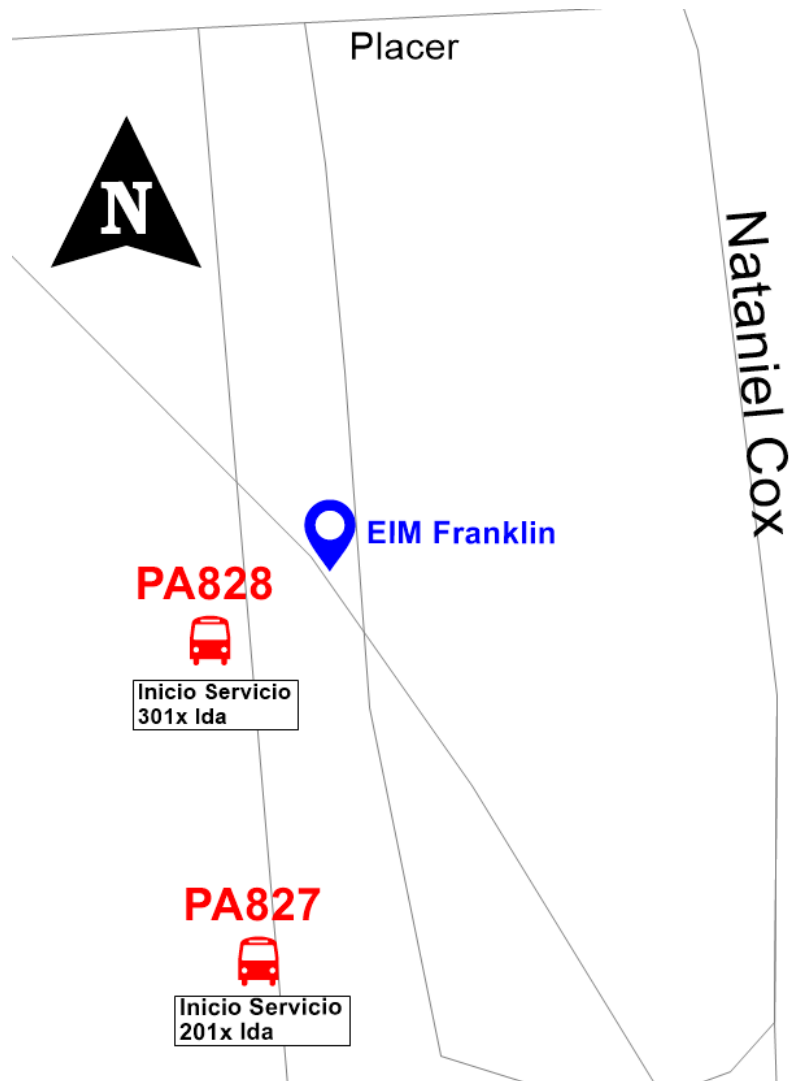 Placer
N
Nataniel Cox
EIM Franklin
PA828
Inicio Servicio
301x Ida
PA827
Inicio Servicio
201x Ida